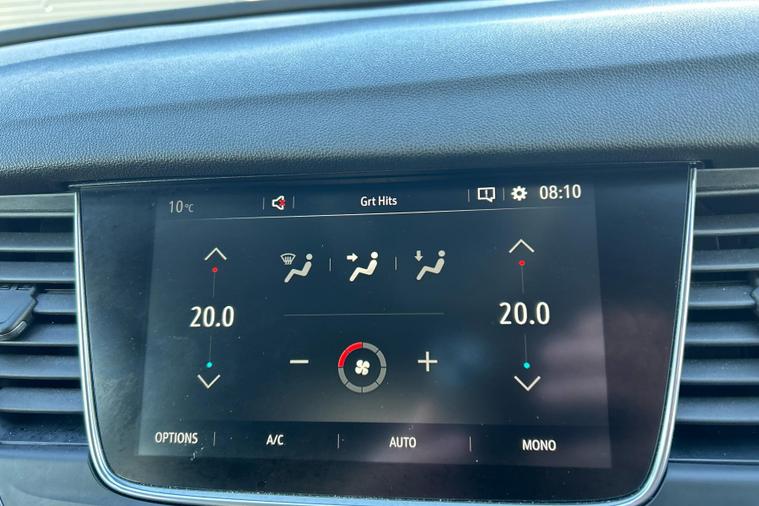 10°C Grt Hits 08:10
20.0 20.0
OPTIONS A/C AUTO MONO